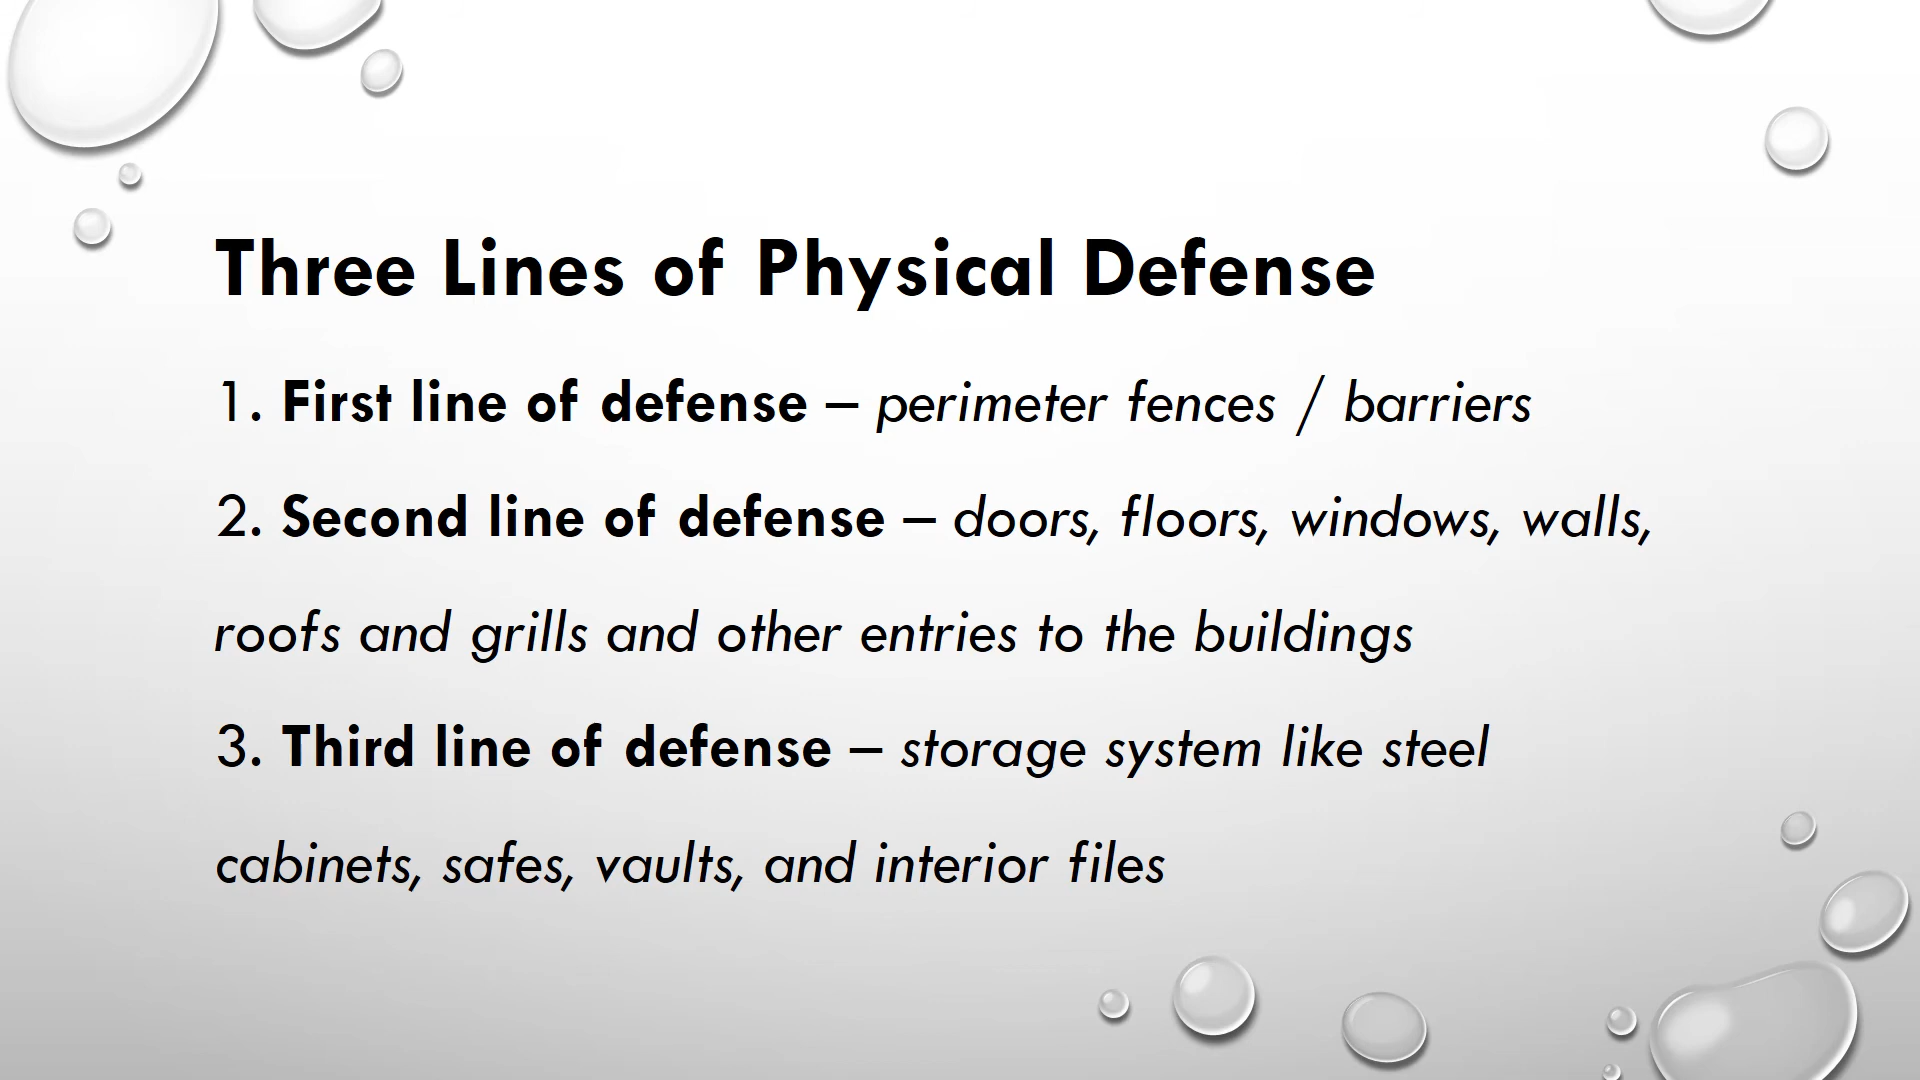 Three Lines of Physical Defense
1. First line of defense – perimeter fences / barriers
2. Second line of defense – doors, floors, windows, walls,
roofs and grills and other entries to the buildings
3. Third line of defense – storage system like steel
cabinets, safes, vaults, and interior files